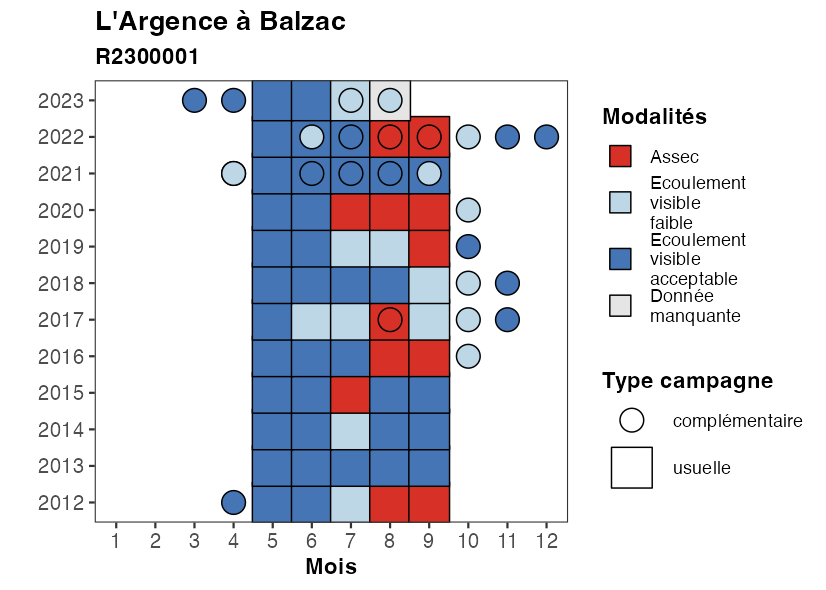 L'Argence à Balzac
R2300001
2023
2022
2021
2020
2019
2018
2017
2016
2015
2014
2013
2012
1 2 3 4 5 6 7 8 9 10 11 12
Mois
Modalités
Assec
Ecoulement
visible
faible
Ecoulement
visible
acceptable
Donnée
manquante
Type campagne
complémentaire
usuelle